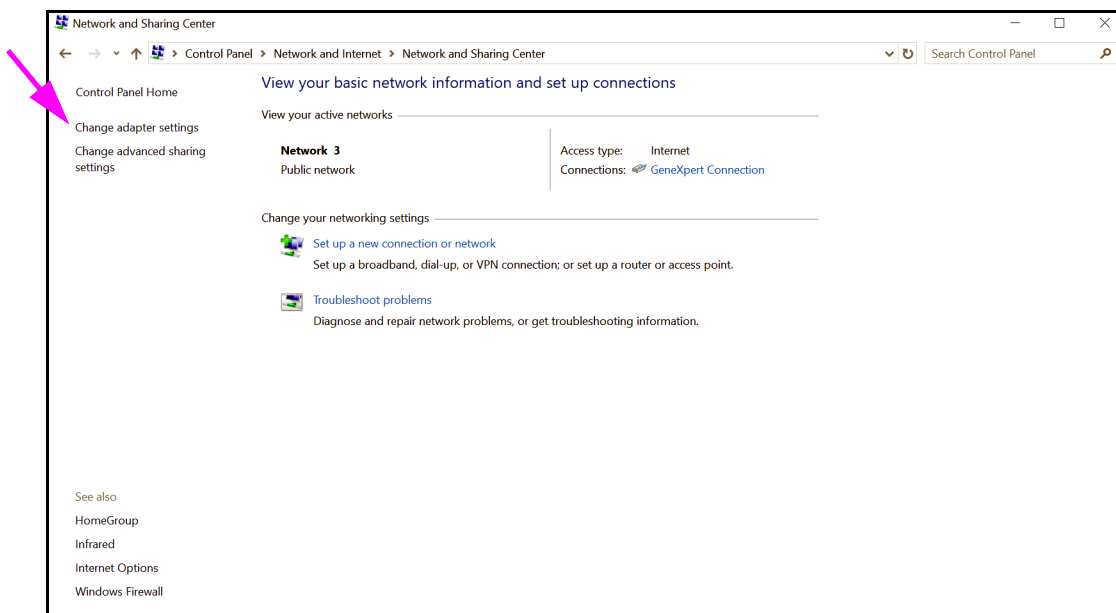 Network and Sharing Center
Control Panel > Network and Internet > Network and Sharing Center
Search Control Panel
Control Panel Home
Change adapter settings
Change advanced sharing
settings
View your basic network information and set up connections
View your active networks
Network 3
Public network
Access type: Internet
Connections: GeneXpert Connection
Change your networking settings
Set up a new connection or network
Set up a broadband, dial-up, or VPN connection; or set up a router or access point.
Troubleshoot problems
Diagnose and repair network problems, or get troubleshooting information.
See also
HomeGroup
Infrared
Internet Options
Windows Firewall